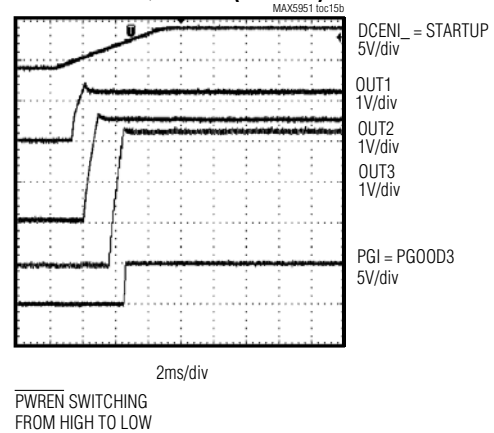 MAX5951 toc15b
DCENI_ = STARTUP
5V/div
OUT1
1V/div
OUT2
1V/div
OUT3
1V/div
PGI = PGOOD3
5V/div
2ms/div
PWREN SWITCHING
FROM HIGH TO LOW